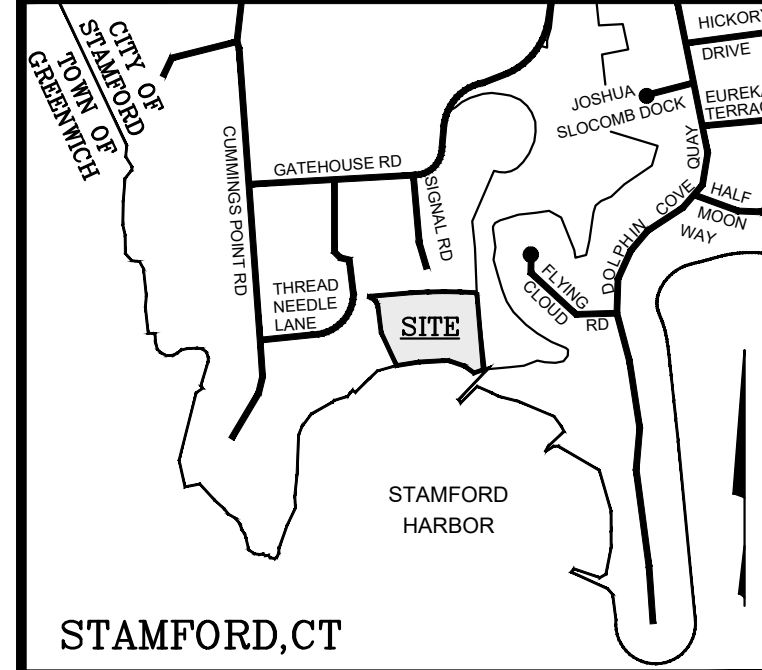 CITY OF
STAMFORD
TOWN OF
GREENWICH
HICKORY
DRIVE
JOSHUA
SLOCOMB DOCK
EUREKA
TERRAC
CUMMINGS POINT RD
GATEHOUSE RD
SIGNAL RD
QUAY
COVE
DOLPHIN
HALF
MOON
WAY
FLYING
CLOUD
RD
THREAD
NEEDLE
LANE
SITE
STAMFORD
HARBOR
STAMFORD,CT